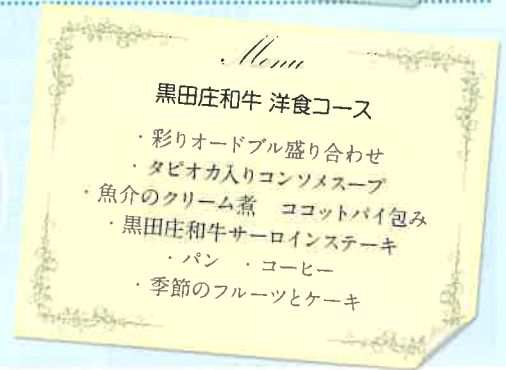 Menu
黒田庄和牛 洋食コース
・彩りオードブル盛り合わせ
・タピオカ入りコンソメスープ
・魚介のクリーム煮　ココットパイ包み
・黒田庄和牛サーロインステーキ
・パン　・コーヒー
・季節のフルーツとケーキ